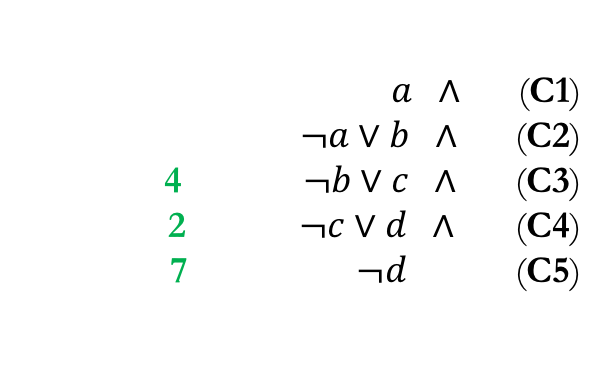 a ∧ (C1)
¬a ∨ b ∧ (C2)
4 ¬b ∨ c ∧ (C3)
2 ¬c ∨ d ∧ (C4)
7 ¬d (C5)